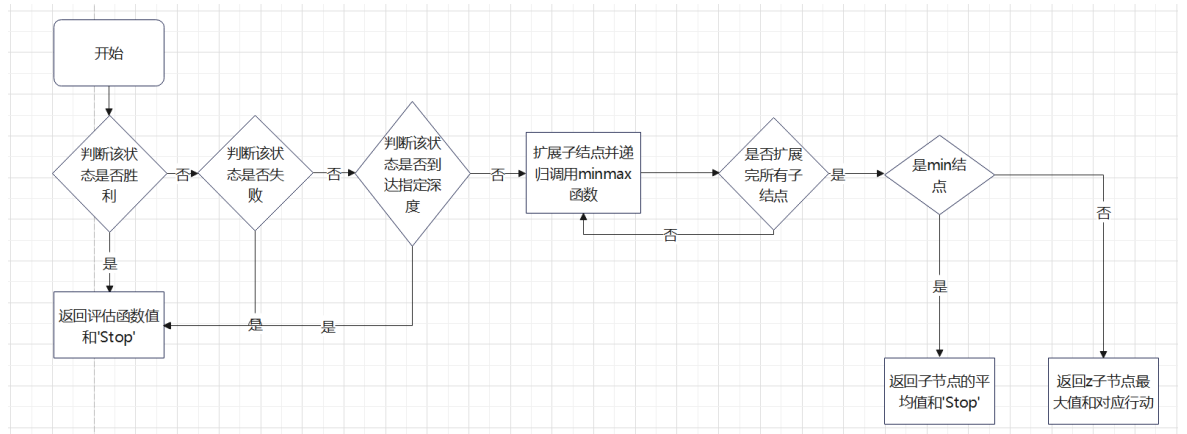 开始
判断该状
态是否胜
利
否
判断该状
态是否失
败
否
判断该状
态是否到
达指定深
度
否
扩展子结点并递
归调用minmax
函数
是否扩展
完所有子
结点
是
是min结
点
否
否
是
是
是
是
返回评估函数值
和'Stop'
返回子节点的平
均值和'Stop'
返回z子节点最
大值和对应行动